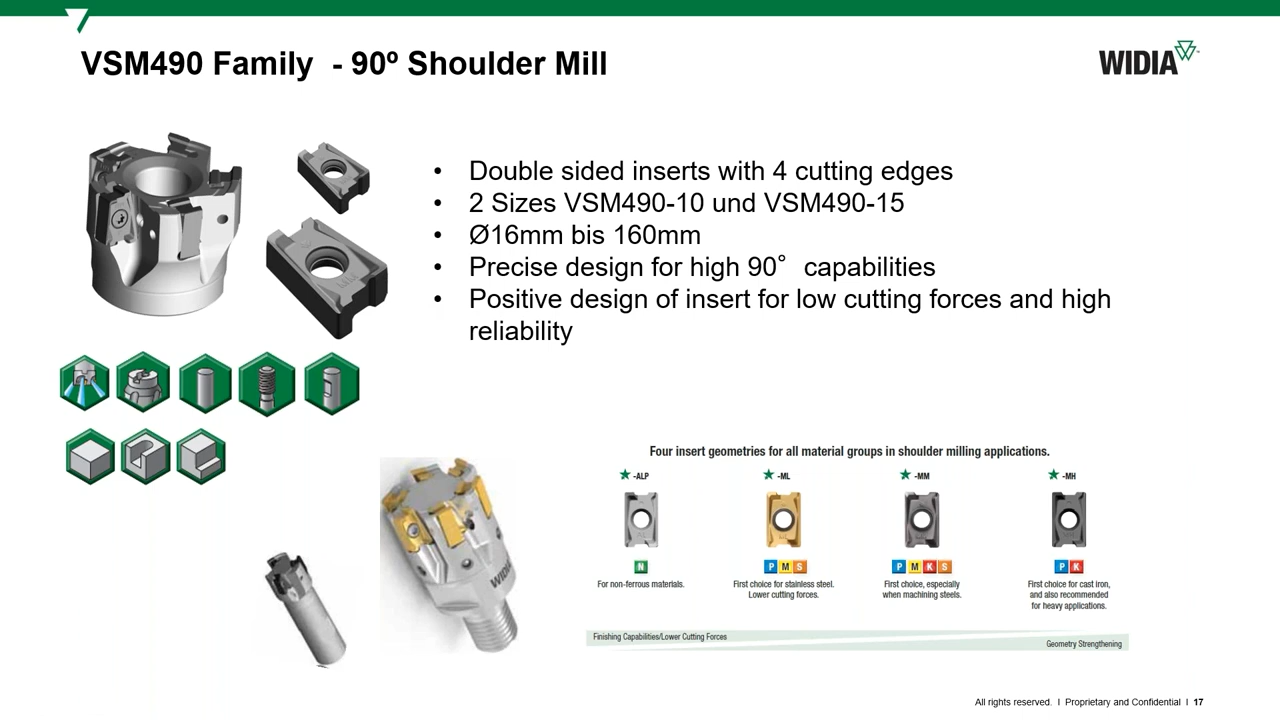 VSM490 Family - 90º Shoulder Mill
WIDIA
• Double sided inserts with 4 cutting edges
• 2 Sizes VSM490-10 und VSM490-15
• Ø16mm bis 160mm
• Precise design for high 90° capabilities
• Positive design of insert for low cutting forces and high
reliability
Four insert geometries for all material groups in shoulder milling applications.
-ALP
N
For non-ferrous materials.
-ML
P M S
First choice for stainless steel.
Lower cutting forces.
-MM
P M K S
First choice, especially
when machining steels.
-MH
P K
First choice for cast iron,
and also recommended
for heavy applications.
Finishing Capabilities/Lower Cutting Forces
Geometry Strengthening
WIDIA
All rights reserved. I Proprietary and Confidential I 17